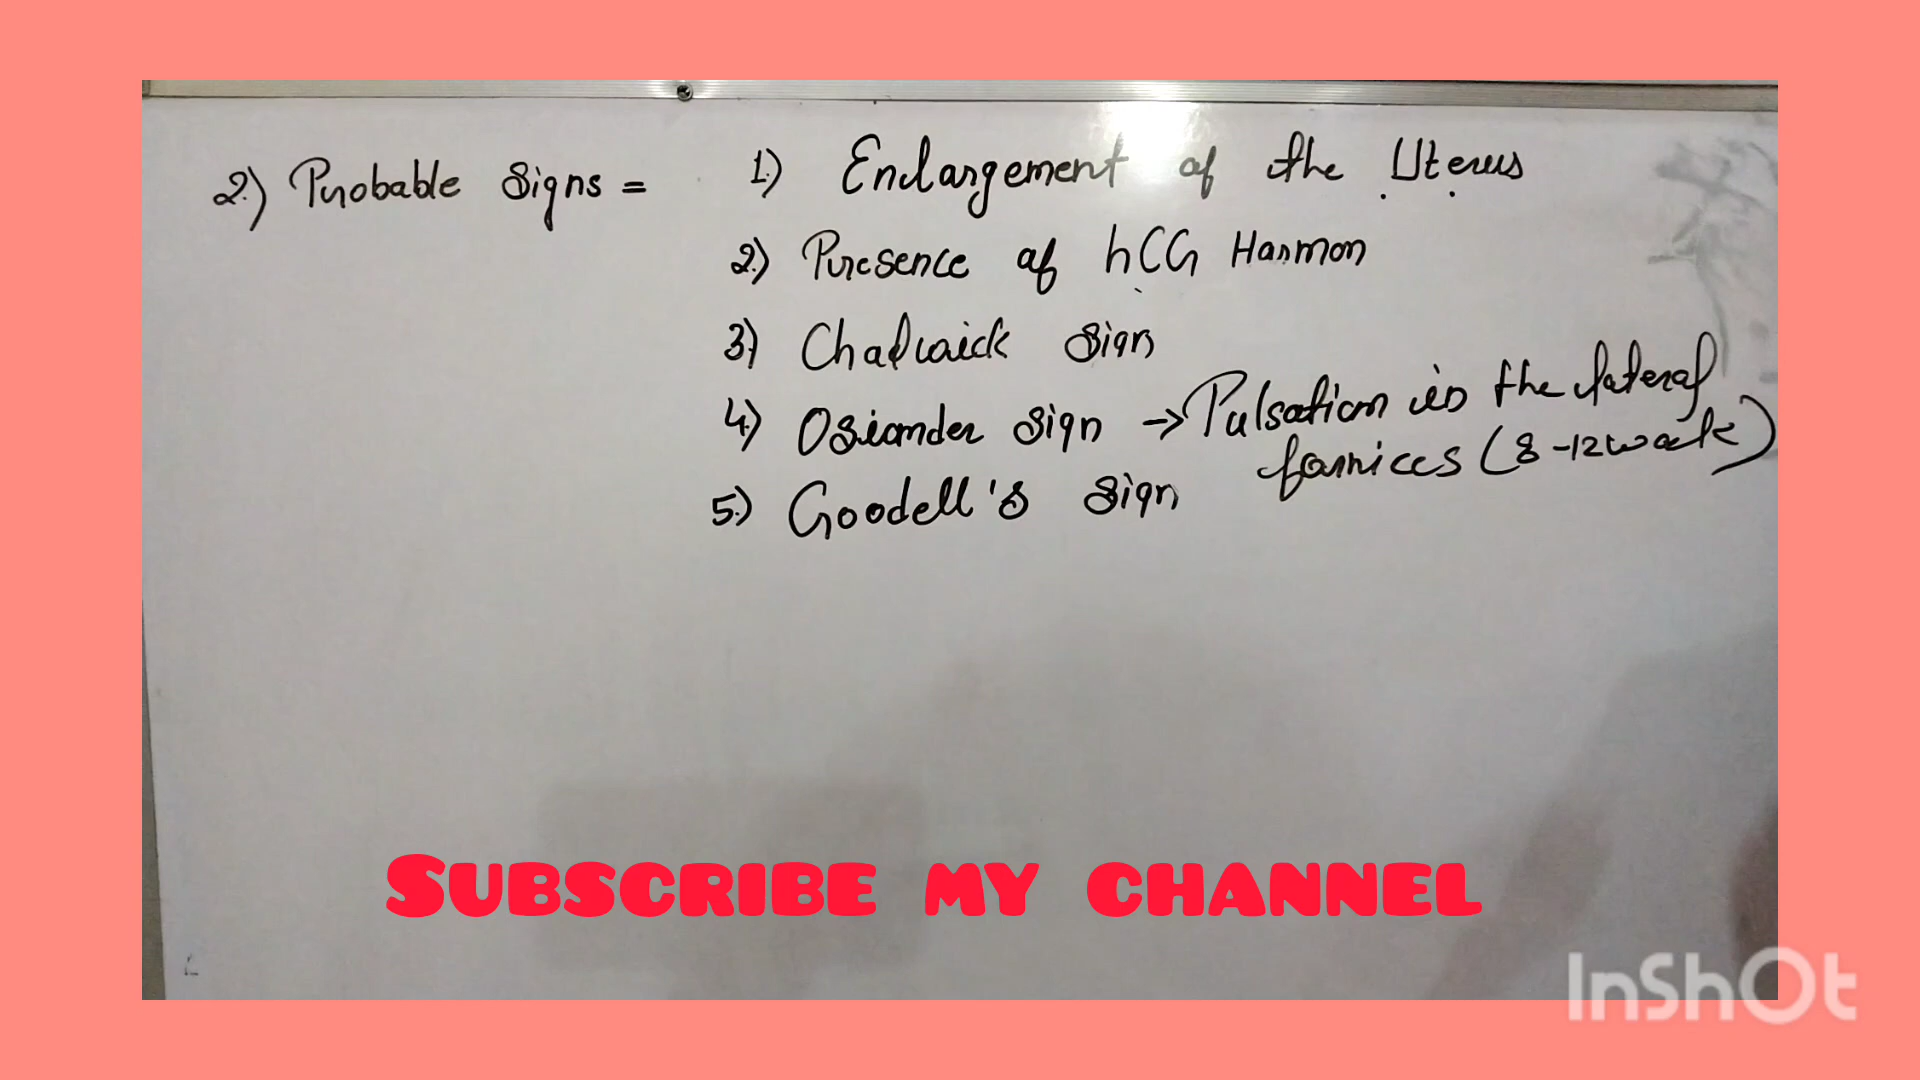 2.) Probable Signs = 1) Enlargement of the Uterus
2.) Presence of hCG Harmon
3.) Chadwick Sign
4.) Osiander Sign → Pulsation in the lateral
fornices (8-12 week)
5.) Goodell's Sign
SUBSCRIBE MY CHANNEL
InShOt